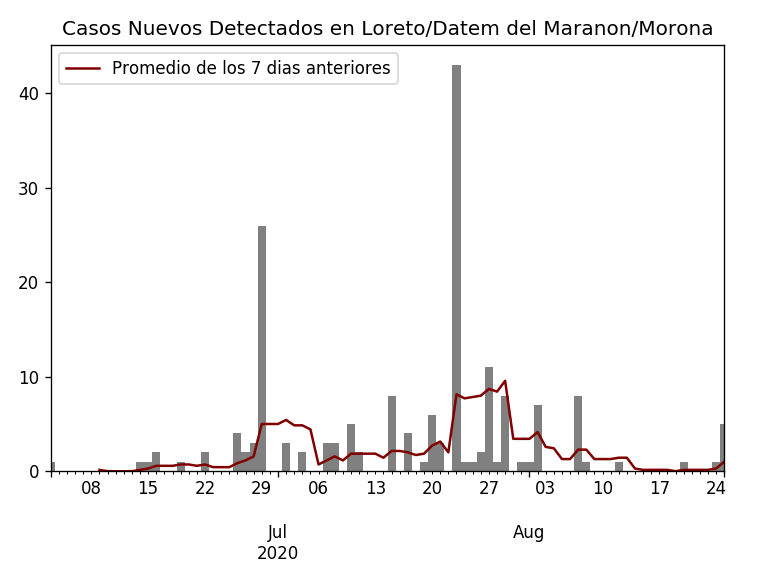 Casos Nuevos Detectados en Loreto/Datem del Maranon/Morona
Promedio de los 7 dias anteriores
40
30
20
10
0
08 15 22 29 06 13 20 27 03 10 17 24
Jul Aug
2020